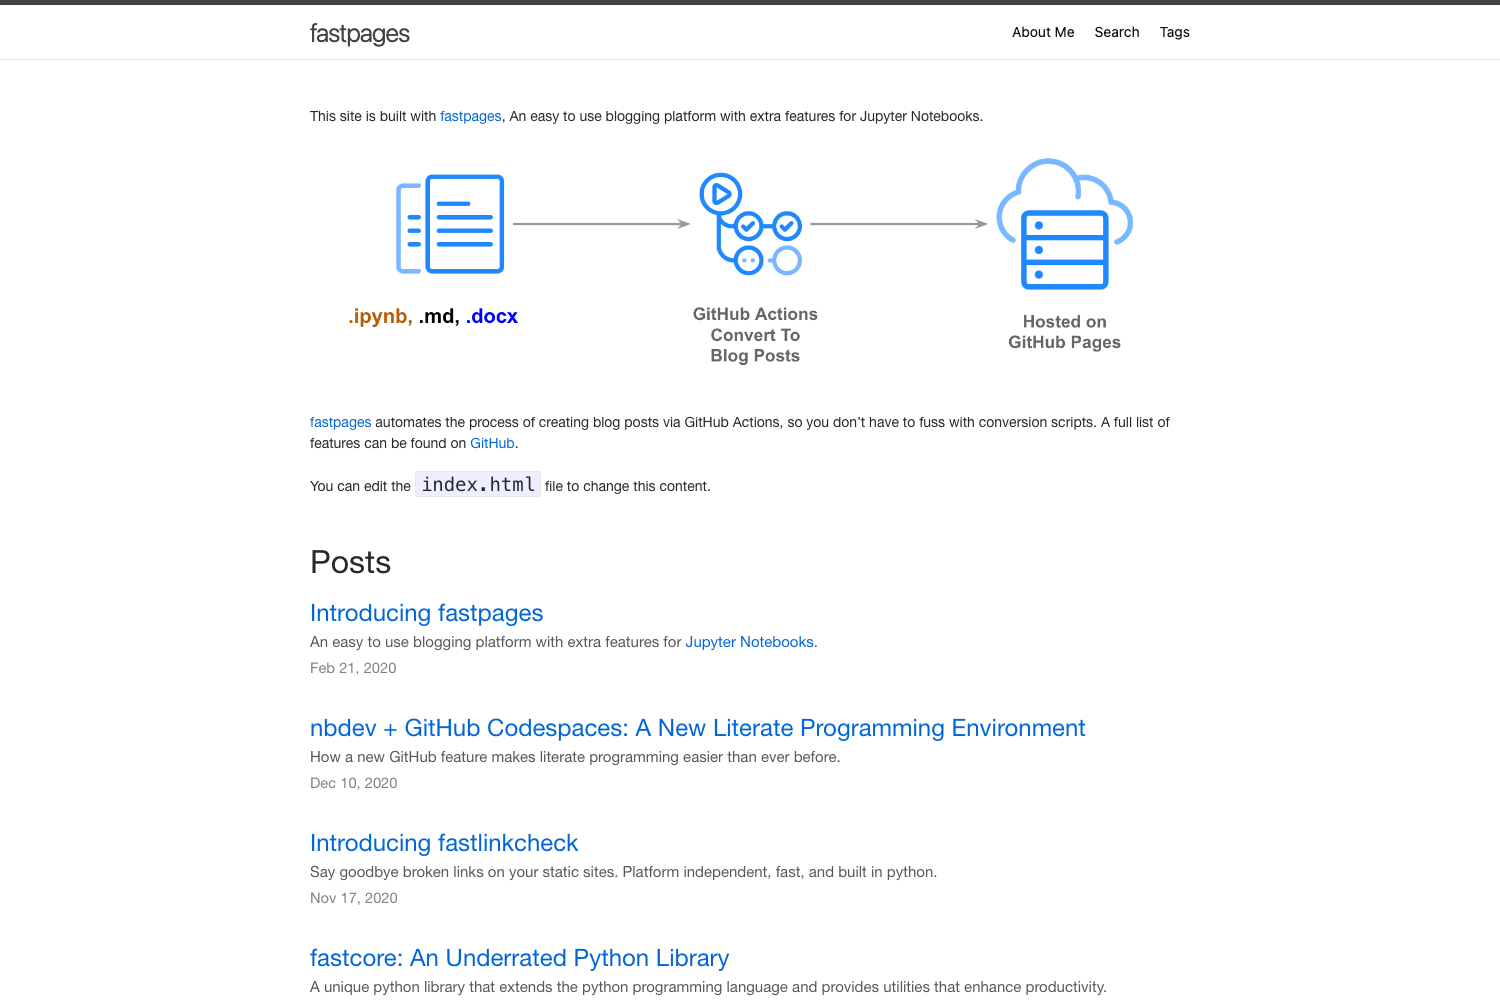 fastpages
About Me Search Tags
This site is built with fastpages, An easy to use blogging platform with extra features for Jupyter Notebooks.
.ipynb, .md, .docx
GitHub Actions
Convert To
Blog Posts
Hosted on
GitHub Pages
fastpages automates the process of creating blog posts via GitHub Actions, so you don’t have to fuss with conversion scripts. A full list of
features can be found on GitHub.
You can edit the index.html file to change this content.
Posts
Introducing fastpages
An easy to use blogging platform with extra features for Jupyter Notebooks.
Feb 21, 2020
nbdev + GitHub Codespaces: A New Literate Programming Environment
How a new GitHub feature makes literate programming easier than ever before.
Dec 10, 2020
Introducing fastlinkcheck
Say goodbye broken links on your static sites. Platform independent, fast, and built in python.
Nov 17, 2020
fastcore: An Underrated Python Library
A unique python library that extends the python programming language and provides utilities that enhance productivity.